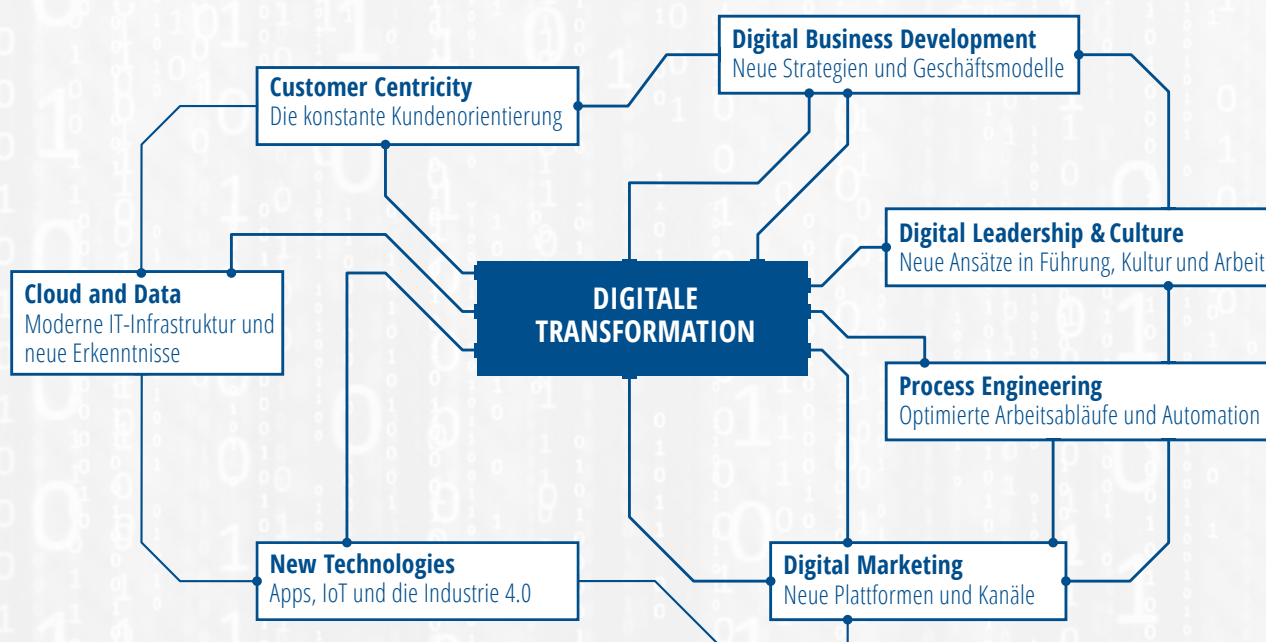 Digital Business Development
Neue Strategien und Geschäftsmodelle
Customer Centricity
Die konstante Kundenorientierung
Digital Leadership & Culture
Neue Ansätze in Führung, Kultur und Arbeit
Cloud and Data
Moderne IT-Infrastruktur und
neue Erkenntnisse
DIGITALE
TRANSFORMATION
Process Engineering
Optimierte Arbeitsabläufe und Automation
New Technologies
Apps, IoT und die Industrie 4.0
Digital Marketing
Neue Plattformen und Kanäle